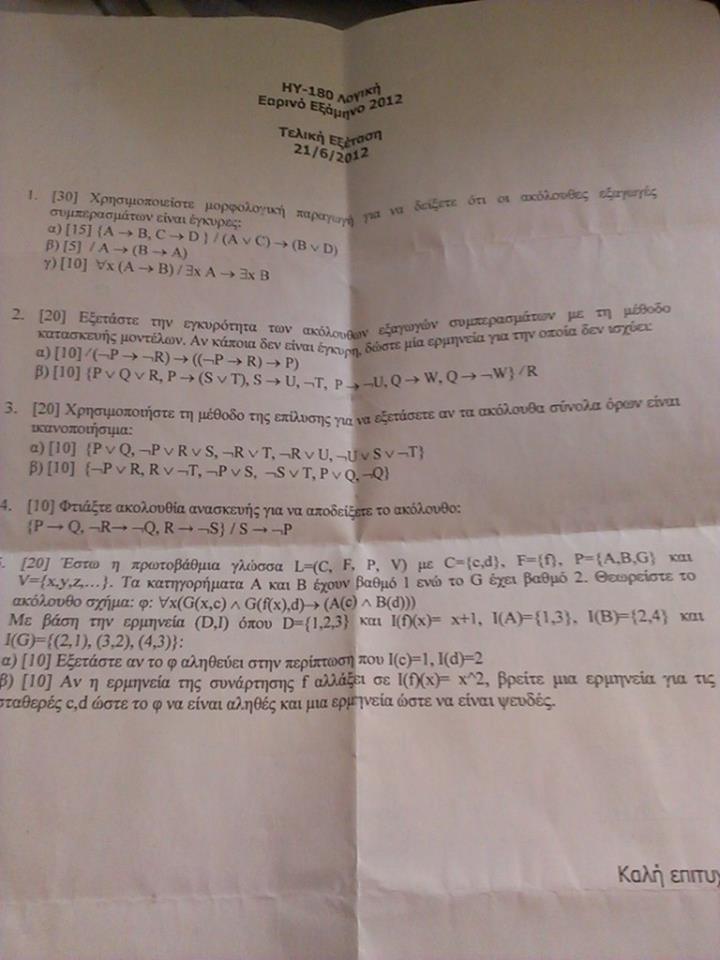 ΗΥ-180 Λογική
Εαρινό Εξάμηνο 2012
Τελική Εξέταση
21/6/2012
1. [30] Χρησιμοποιείστε μορφολογική παραγωγή για να δείξετε ότι οι ακόλουθες εξαγωγές
συμπερασμάτων είναι έγκυρες:
α) [15] {A → B, C → D } / (A ∨ C) → (B ∨ D)
β) [5] / A → (B → A)
γ) [10] ∀x (A → B) / ∃x A → ∃x B
2. [20] Εξετάστε την εγκυρότητα των ακόλουθων εξαγωγών συμπερασμάτων με τη μέθοδο
κατασκευής μοντέλων. Αν κάποια δεν είναι έγκυρη, δώστε μία ερμηνεία για την οποία δεν ισχύει:
α) [10] / (¬P → ¬R) → ((¬P → R) → P)
β) [10] {P ∨ Q ∨ R, P → (S ∨ T), S → U, ¬T, P → ¬U, Q → W, Q → ¬W} / R
3. [20] Χρησιμοποιήστε τη μέθοδο της επίλυσης για να εξετάσετε αν τα ακόλουθα σύνολα όρων είναι
ικανοποιήσιμα:
α) [10] {P ∨ Q, ¬P ∨ R ∨ S, ¬R ∨ T, ¬R ∨ U, ¬U ∨ S ∨ ¬T}
β) [10] {¬P ∨ R, R ∨ ¬T, ¬P ∨ S, ¬S ∨ T, P ∨ Q, ¬Q}
4. [10] Φτιάξτε ακολουθία ανασκευής για να αποδείξετε το ακόλουθο:
{P → Q, ¬R→ ¬Q, R → ¬S} / S → ¬P
. [20] Έστω η πρωτοβάθμια γλώσσα L=(C, F, P, V) με C={c,d}, F={f}, P={A,B,G} και
V={x,y,z,...}. Τα κατηγορήματα A και B έχουν βαθμό 1 ενώ το G έχει βαθμό 2. Θεωρείστε το
ακόλουθο σχήμα: φ: ∀x(G(x,c) ∧ G(f(x),d)→ (A(c) ∧ B(d)))
Με βάση την ερμηνεία (D,I) όπου D={1,2,3} και I(f)(x)= x+1, I(A)={1,3}, I(B)={2,4} και
I(G)={(2,1), (3,2), (4,3)}:
α) [10] Εξετάστε αν το φ αληθεύει στην περίπτωση που I(c)=1, I(d)=2
β) [10] Αν η ερμηνεία της συνάρτησης f αλλάξει σε I(f)(x)= x^2, βρείτε μια ερμηνεία για τις
σταθερές c,d ώστε το φ να είναι αληθές και μια ερμηνεία ώστε να είναι ψευδές.
Καλή επιτυχ